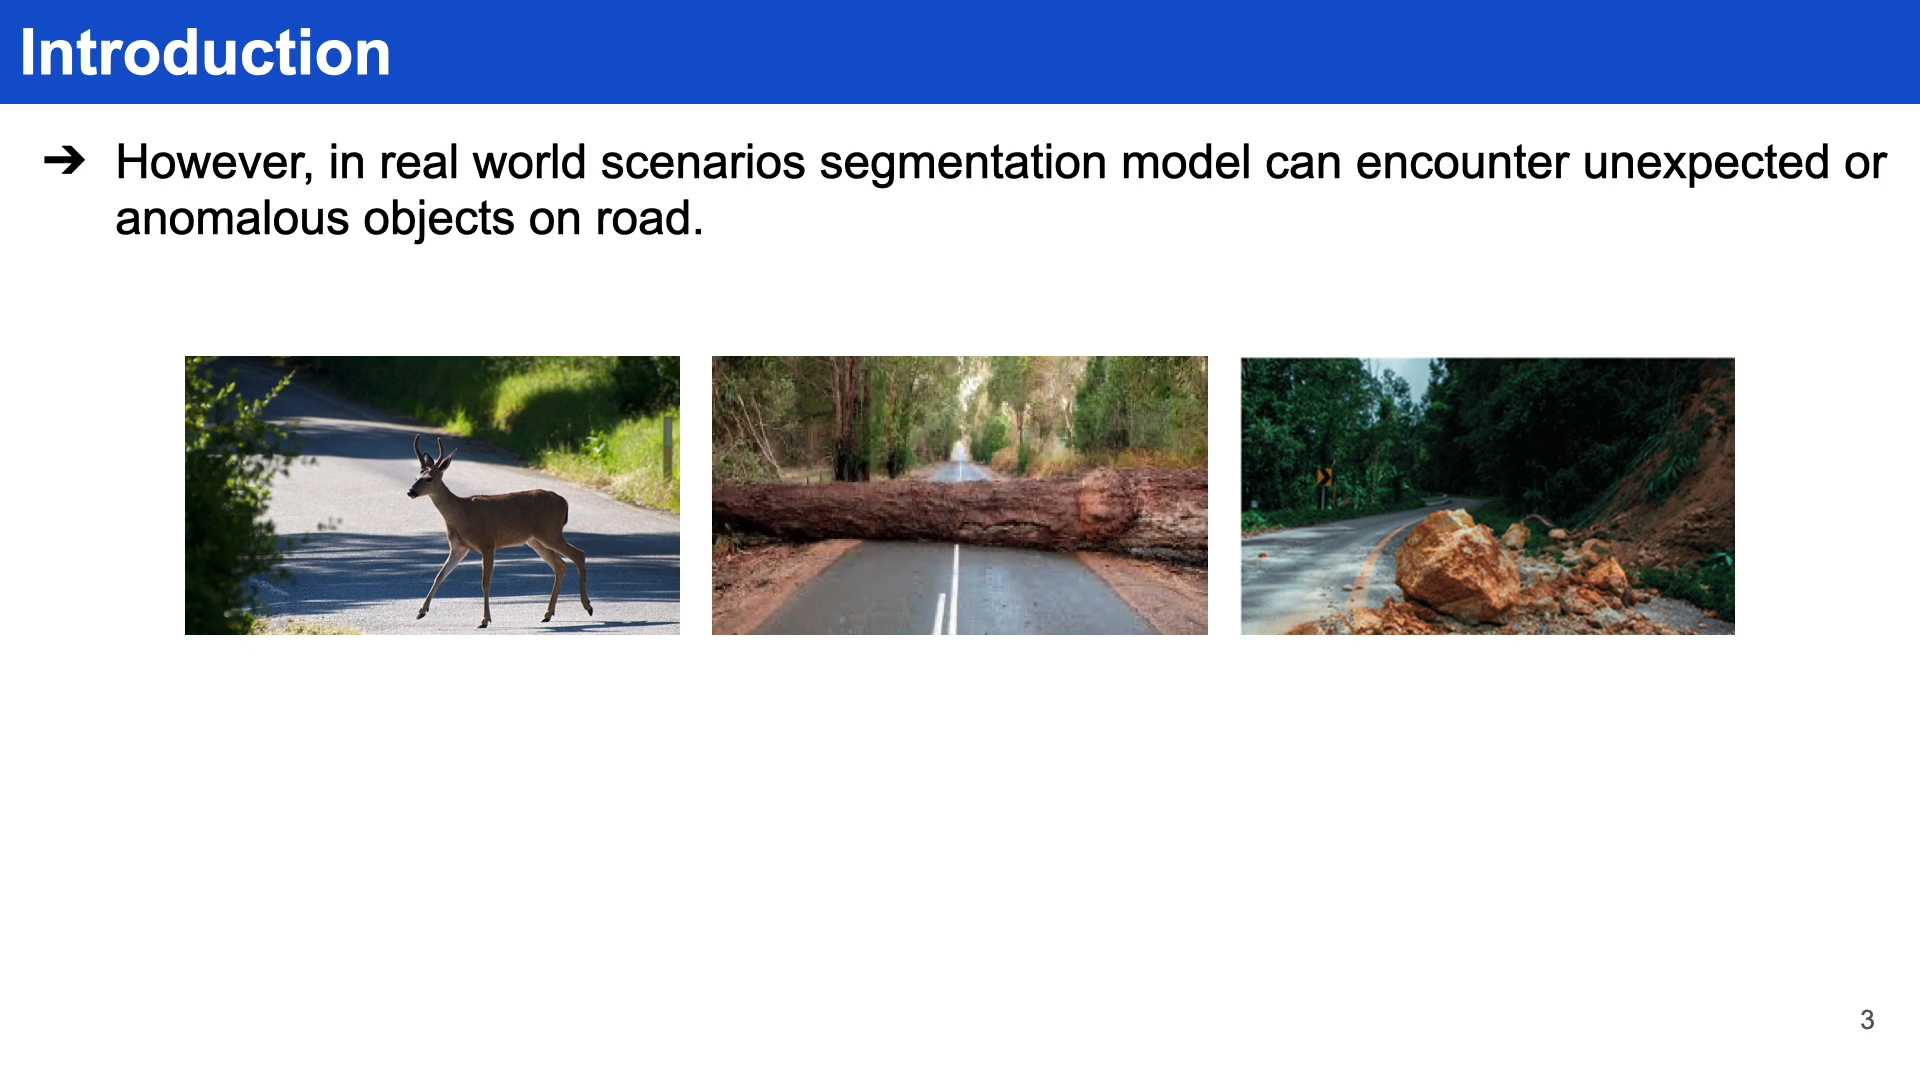 Introduction
➔ However, in real world scenarios segmentation model can encounter unexpected or
anomalous objects on road.
3